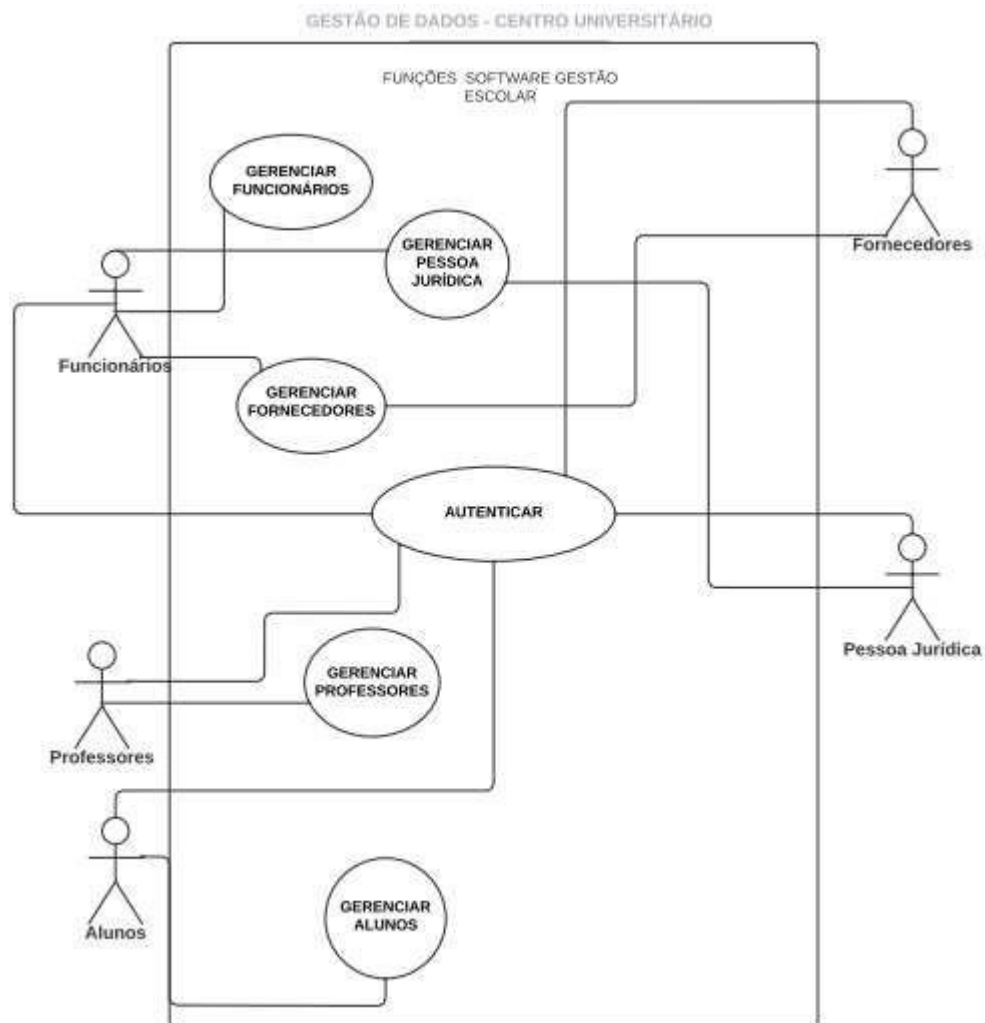 GESTÃO DE DADOS - CENTRO UNIVERSITÁRIO
FUNÇÕES SOFTWARE GESTÃO
ESCOLAR
GERENCIAR
FUNCIONÁRIOS
GERENCIAR
PESSOA
JURÍDICA
Fornecedores
Funcionários
GERENCIAR
FORNECEDORES
AUTENTICAR
Pessoa Jurídica
GERENCIAR
PROFESSORES
Professores
GERENCIAR
ALUNOS
Alunos